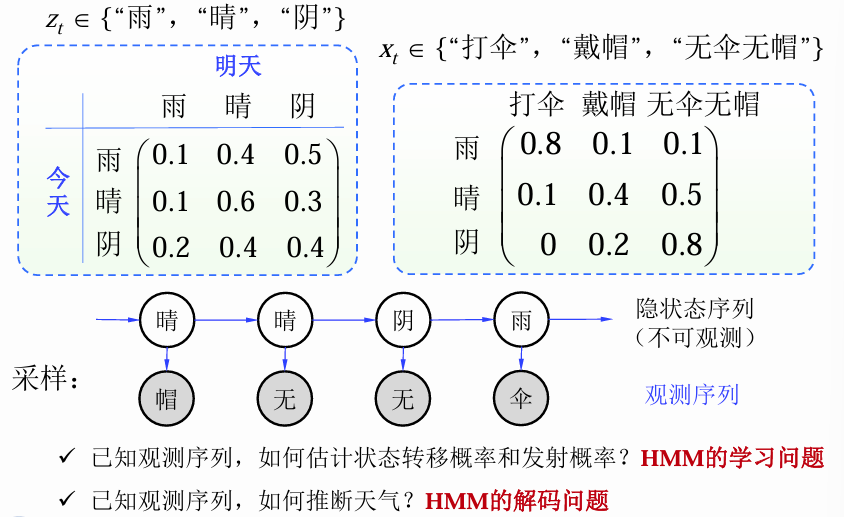 z_t ∈ {“雨”, “晴”, “阴”}
x_t ∈ {“打伞”, “戴帽”, “无伞无帽”}
明天
雨 晴 阴
今天
雨 0.1 0.4 0.5
晴 0.1 0.6 0.3
阴 0.2 0.4 0.4
打伞 戴帽 无伞无帽
雨 0.8 0.1 0.1
晴 0.1 0.4 0.5
阴 0 0.2 0.8
晴 晴 阴 雨
隐状态序列
（不可观测）
采样：
帽 无 无 伞
观测序列
✓ 已知观测序列，如何估计状态转移概率和发射概率？HMM的学习问题
✓ 已知观测序列，如何推断天气？HMM的解码问题